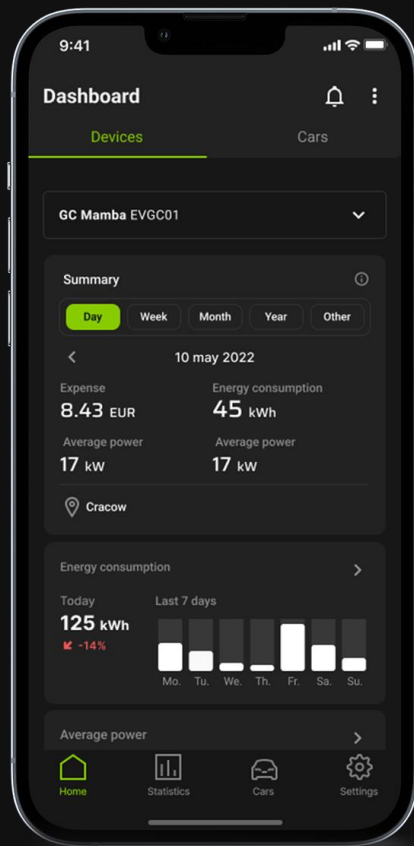 9:41
Dashboard
Devices Cars
GC Mamba EVGC01
Summary
Day Week Month Year Other
10 may 2022
Expense Energy consumption
8.43 EUR 45 kWh
Average power Average power
17 kW 17 kW
Cracow
Energy consumption
Today Last 7 days
125 kWh
-14%
Mo. Tu. We. Th. Fr. Sa. Su.
Average power
Home Statistics Cars Settings